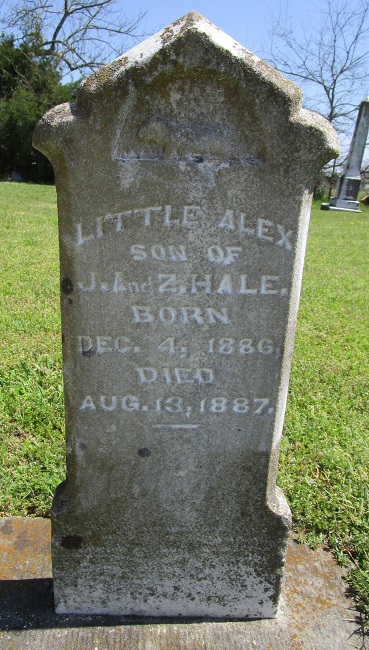 LITTLE ALEX
SON OF
J. And Z. HALE.
BORN
DEC. 4, 1886,
DIED
AUG. 13, 1887.